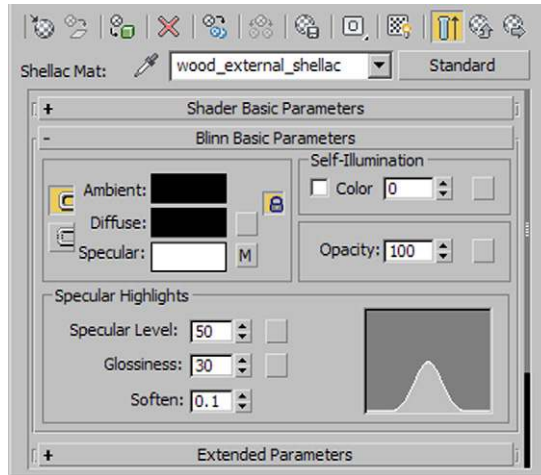 Shellac Mat: wood_external_shellac Standard
+ Shader Basic Parameters
- Blinn Basic Parameters
Self-Illumination
Ambient: Color 0
Diffuse:
Specular: M Opacity: 100
Specular Highlights
Specular Level: 50
Glossiness: 30
Soften: 0.1
+ Extended Parameters